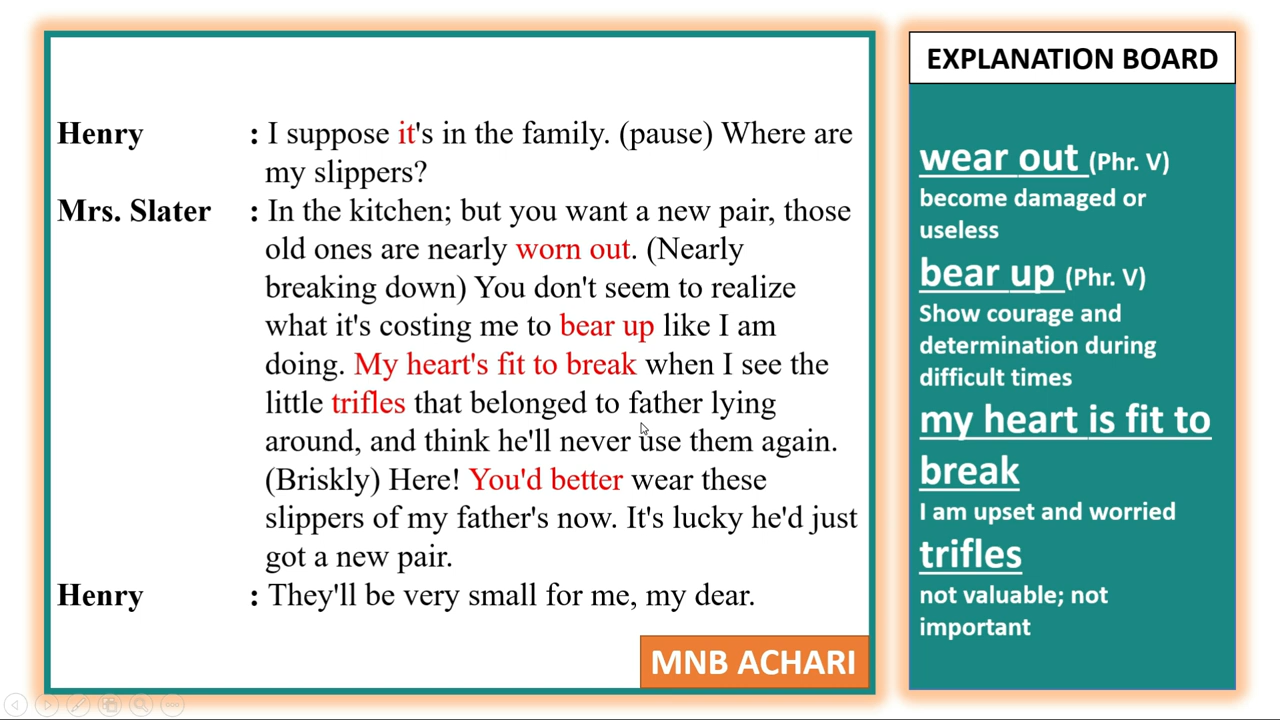 Henry : I suppose it's in the family. (pause) Where are
my slippers?
Mrs. Slater : In the kitchen; but you want a new pair, those
old ones are nearly worn out. (Nearly
breaking down) You don't seem to realize
what it's costing me to bear up like I am
doing. My heart's fit to break when I see the
little trifles that belonged to father lying
around, and think he'll never use them again.
(Briskly) Here! You'd better wear these
slippers of my father's now. It's lucky he'd just
got a new pair.
Henry : They'll be very small for me, my dear.
MNB ACHARI
EXPLANATION BOARD
wear out (Phr. V)
become damaged or
useless
bear up (Phr. V)
Show courage and
determination during
difficult times
my heart is fit to
break
I am upset and worried
trifles
not valuable; not
important